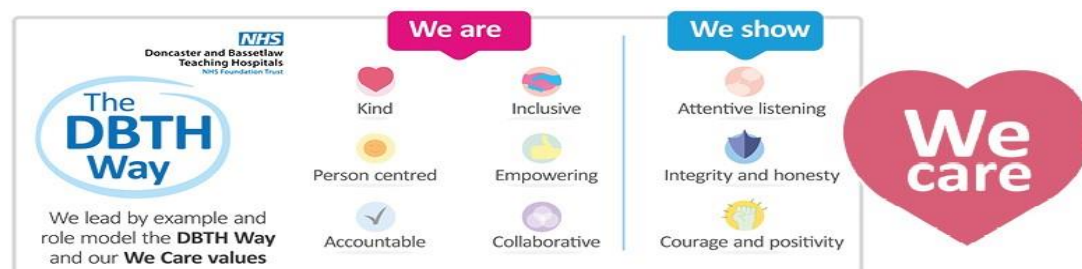 NHS
Doncaster and Bassetlaw
Teaching Hospitals
NHS Foundation Trust
The
DBTH
Way
We lead by example and
role model the DBTH Way
and our We Care values
We are
Kind
Inclusive
Person centred
Empowering
Accountable
Collaborative
We show
Attentive listening
Integrity and honesty
Courage and positivity
We
care